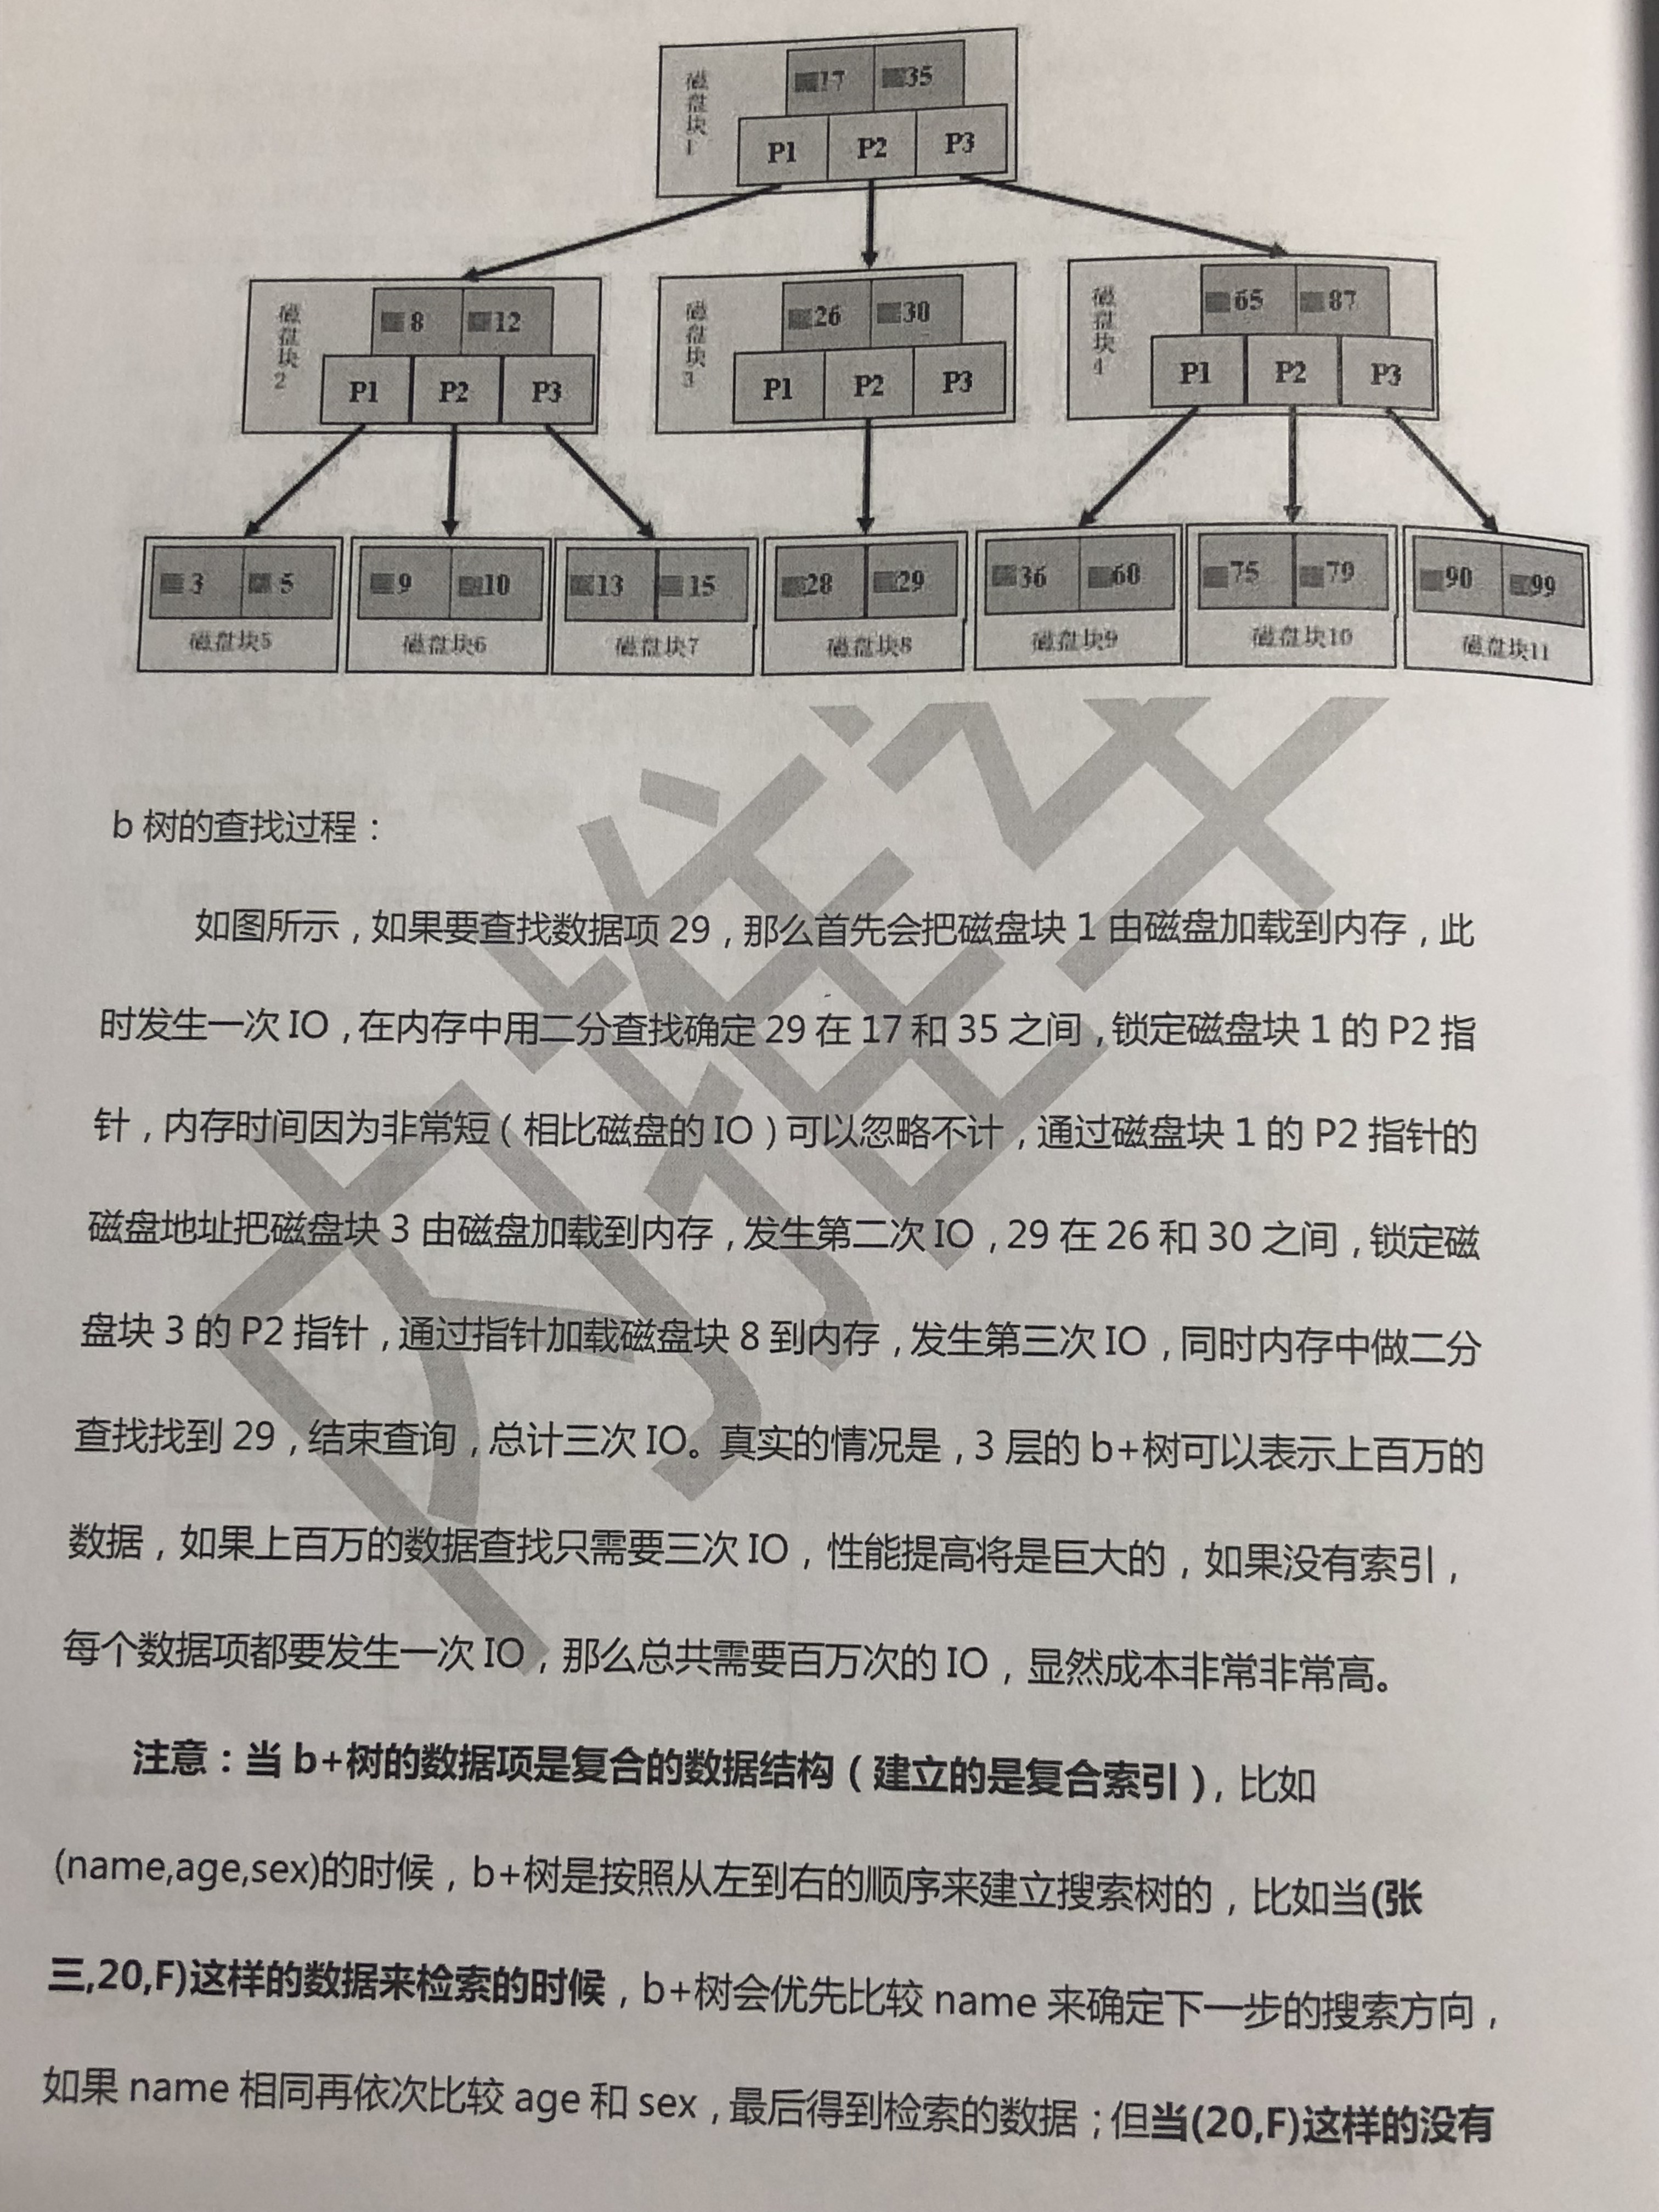 磁盘块1
17 35
P1 P2 P3
磁盘块2
8 12
P1 P2 P3
磁盘块3
26 30
P1 P2 P3
磁盘块4
65 87
P1 P2 P3
3 5
磁盘块5
9 10
磁盘块6
13 15
磁盘块7
28 29
磁盘块8
36 60
磁盘块9
75 79
磁盘块10
90 99
磁盘块11
b 树的查找过程：
如图所示，如果要查找数据项 29，那么首先会把磁盘块 1 由磁盘加载到内存，此
时发生一次 IO，在内存中用二分查找确定 29 在 17 和 35 之间，锁定磁盘块 1 的 P2 指
针，内存时间因为非常短（相比磁盘的 IO）可以忽略不计，通过磁盘块 1 的 P2 指针的
磁盘地址把磁盘块 3 由磁盘加载到内存，发生第二次 IO，29 在 26 和 30 之间，锁定磁
盘块 3 的 P2 指针，通过指针加载磁盘块 8 到内存，发生第三次 IO，同时内存中做二分
查找找到 29，结束查询，总计三次 IO。真实的情况是，3 层的 b+树可以表示上百万的
数据，如果上百万的数据查找只需要三次 IO，性能提高将是巨大的，如果没有索引，
每个数据项都要发生一次 IO，那么总共需要百万次的 IO，显然成本非常非常高。
注意：当 b+树的数据项是复合的数据结构（建立的是复合索引），比如
(name,age,sex)的时候，b+树是按照从左到右的顺序来建立搜索树的，比如当(张
三,20,F)这样的数据来检索的时候，b+树会优先比较 name 来确定下一步的搜索方向，
如果 name 相同再依次比较 age 和 sex，最后得到检索的数据；但当(20,F)这样的没有